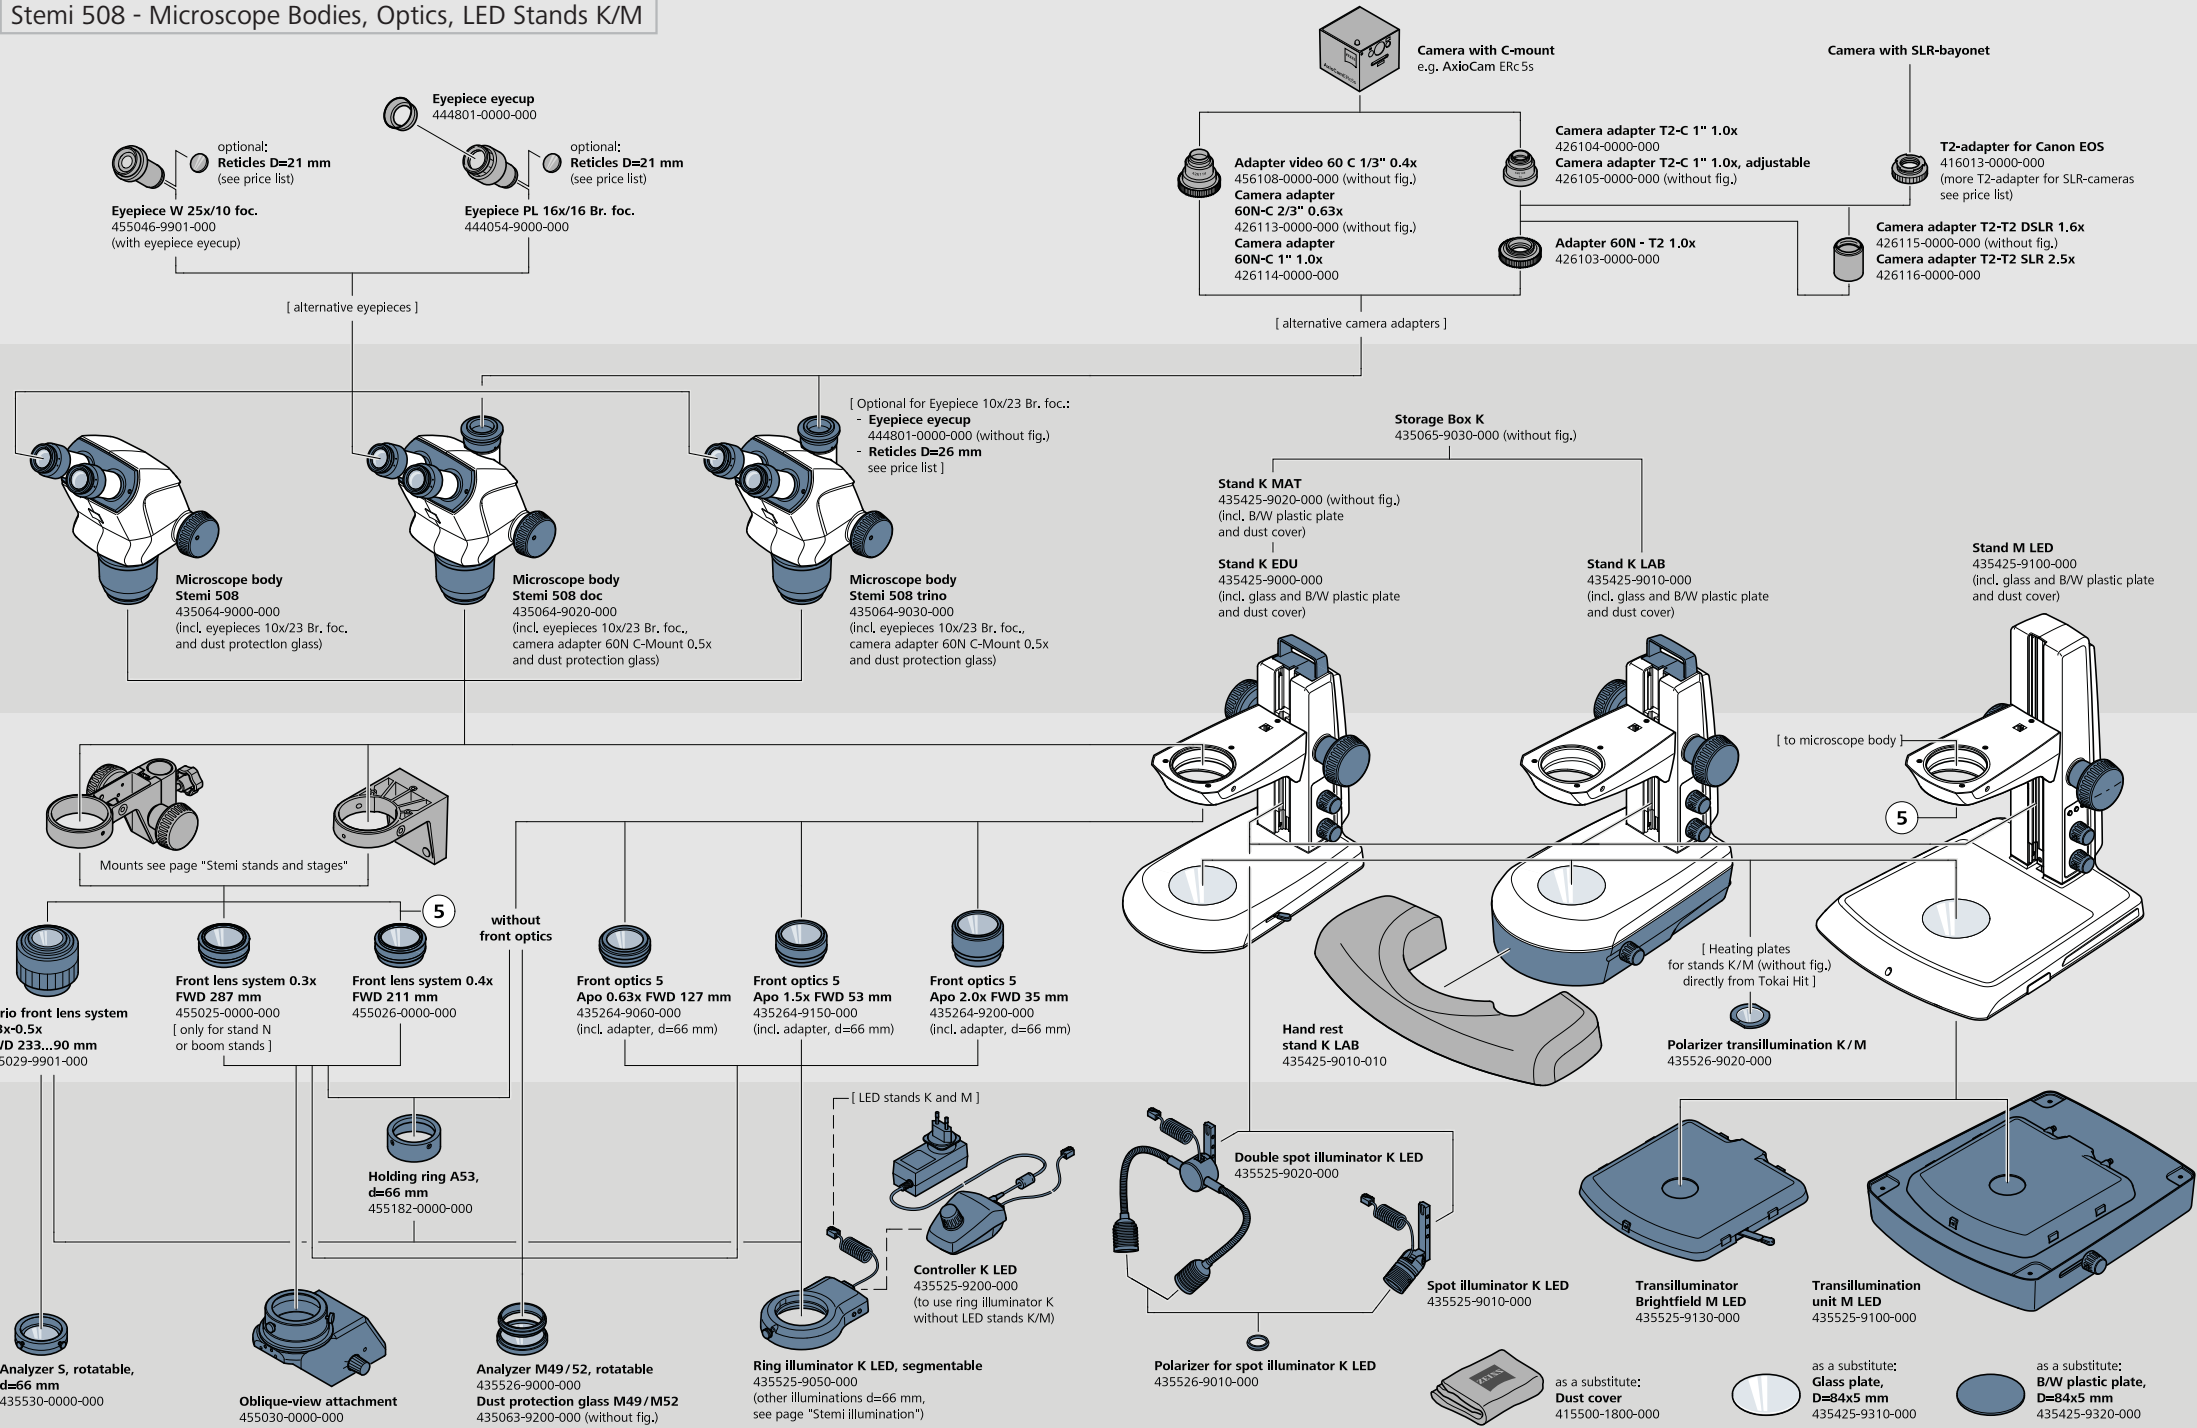 Stemi 508 - Microscope Bodies, Optics, LED Stands K/M
Camera with C-mount
e.g. AxioCam ERc 5s
Camera with SLR-bayonet
Eyepiece eyecup
444801-0000-000
optional:
Reticles D=21 mm
(see price list)
optional:
Reticles D=21 mm
(see price list)
Eyepiece W 25x/10 foc.
455046-9901-000
(with eyepiece eyecup)
Eyepiece PL 16x/16 Br. foc.
444054-9000-000
[ alternative eyepieces ]
Adapter video 60 C 1/3" 0.4x
456108-0000-000 (without fig.)
Camera adapter
60N-C 2/3" 0.63x
426113-0000-000 (without fig.)
Camera adapter
60N-C 1" 1.0x
426114-0000-000
Camera adapter T2-C 1" 1.0x
426104-0000-000
Camera adapter T2-C 1" 1.0x, adjustable
426105-0000-000 (without fig.)
Adapter 60N - T2 1.0x
426103-0000-000
T2-adapter for Canon EOS
416013-0000-000
(more T2-adapter for SLR-cameras
see price list)
Camera adapter T2-T2 DSLR 1.6x
426115-0000-000 (without fig.)
Camera adapter T2-T2 SLR 2.5x
426116-0000-000
[ alternative camera adapters ]
[ Optional for Eyepiece 10x/23 Br. foc.:
- Eyepiece eyecup
444801-0000-000 (without fig.)
- Reticles D=26 mm
see price list ]
Microscope body
Stemi 508
435064-9000-000
(incl. eyepieces 10x/23 Br. foc.
and dust protection glass)
Microscope body
Stemi 508 doc
435064-9020-000
(incl. eyepieces 10x/23 Br. foc.,
camera adapter 60N C-Mount 0.5x
and dust protection glass)
Microscope body
Stemi 508 trino
435064-9030-000
(incl. eyepieces 10x/23 Br. foc.,
camera adapter 60N C-Mount 0.5x
and dust protection glass)
Storage Box K
435065-9030-000 (without fig.)
Stand K MAT
435425-9020-000 (without fig.)
(incl. B/W plastic plate
and dust cover)
Stand K EDU
435425-9000-000
(incl. glass and B/W plastic plate
and dust cover)
Stand K LAB
435425-9010-000
(incl. glass and B/W plastic plate
and dust cover)
Stand M LED
435425-9100-000
(incl. glass and B/W plastic plate
and dust cover)
[ to microscope body ]
5
Mounts see page "Stemi stands and stages"
5
without
front optics
rio front lens system
3x-0.5x
VD 233...90 mm
5029-9901-000
Front lens system 0.3x
FWD 287 mm
455025-0000-000
[ only for stand N
or boom stands ]
Front lens system 0.4x
FWD 211 mm
455026-0000-000
Front optics 5
Apo 0.63x FWD 127 mm
435264-9060-000
(incl. adapter, d=66 mm)
Front optics 5
Apo 1.5x FWD 53 mm
435264-9150-000
(incl. adapter, d=66 mm)
Front optics 5
Apo 2.0x FWD 35 mm
435264-9200-000
(incl. adapter, d=66 mm)
Hand rest
stand K LAB
435425-9010-010
[ Heating plates
for stands K/M (without fig.)
directly from Tokai Hit ]
Polarizer transillumination K/M
435526-9020-000
[ LED stands K and M ]
Holding ring A53,
d=66 mm
455182-0000-000
Controller K LED
435525-9200-000
(to use ring illuminator K
without LED stands K/M)
Double spot illuminator K LED
435525-9020-000
Spot illuminator K LED
435525-9010-000
Transilluminator
Brightfield M LED
435525-9130-000
Transillumination
unit M LED
435525-9100-000
Analyzer S, rotatable,
d=66 mm
435530-0000-000
Oblique-view attachment
455030-0000-000
Analyzer M49/52, rotatable
435526-9000-000
Dust protection glass M49/M52
435063-9200-000 (without fig.)
Ring illuminator K LED, segmentable
435525-9050-000
(other illuminations d=66 mm,
see page "Stemi illumination")
Polarizer for spot illuminator K LED
435526-9010-000
ZEISS
as a substitute:
Dust cover
415500-1800-000
as a substitute:
Glass plate,
D=84x5 mm
435425-9310-000
as a substitute:
B/W plastic plate,
D=84x5 mm
435425-9320-000